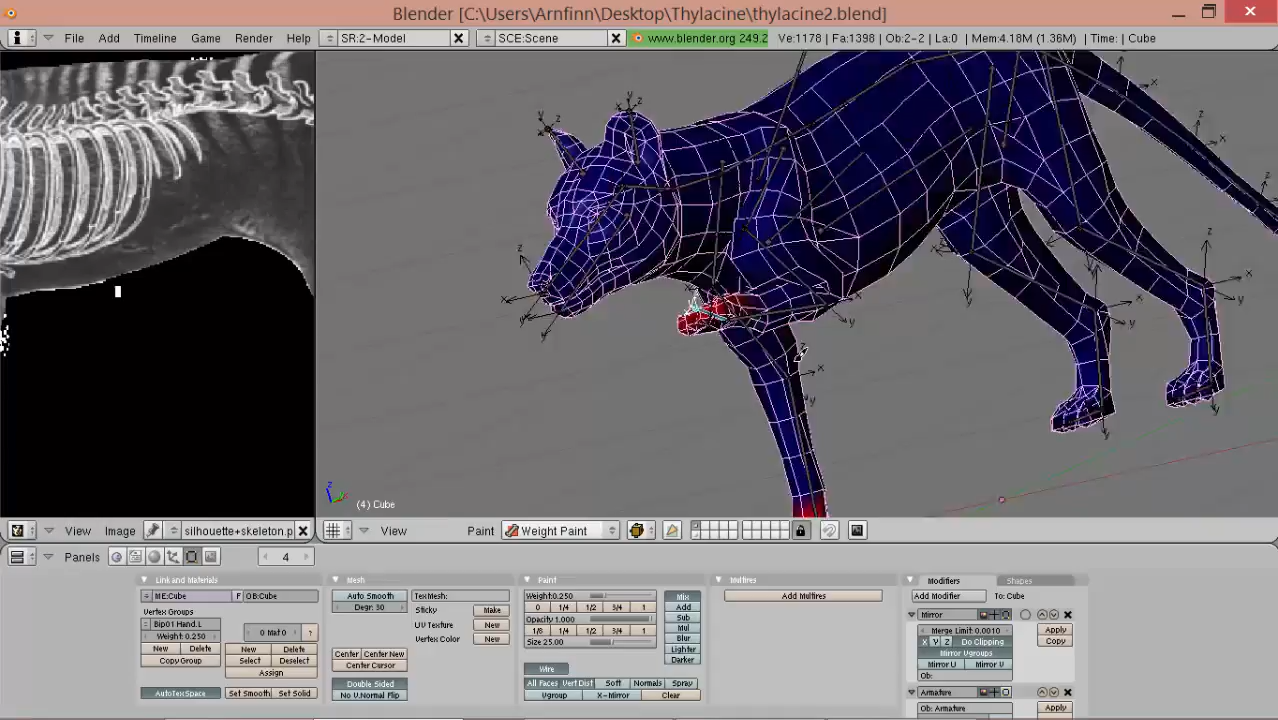 Blender [C:\Users\Arnfinn\Desktop\Thylacine\thylacine2.blend]
File Add Timeline Game Render Help SR:2-Model SCE:Scene www.blender.org 249.2 Ve:1178 | Fa:1398 | Ob:2-2 | La:0 | Mem:4.18M (1.36M) | Time: | Cube
(4) Cube
View Image silhouette+skeleton.p View Paint Weight Paint
Panels 4
Link and Materials Mesh Paint Multires Modifiers Shapes
ME:Cube F OB:Cube Auto Smooth TexMesh: Weight:0.250 Mix Add Multires Add Modifier To: Cube
Vertex Groups Degr: 30 Sticky Make 0 1/4 1/2 3/4 1 Add Mirror
Bip01 Hand.L UV Texture New Opacity 1.000 Sub Merge Limit: 0.0010 Apply
Weight: 0.250 0 Mat 0 ? Vertex Color New 1/8 1/4 1/2 3/4 1 Mul X Y Z Do Clipping Copy
New Delete New Delete Center Center New Size 25.00 Blur Mirror Vgroups
Copy Group Select Deselect Center Cursor Lighter Mirror U Mirror V
Assign Wire Darker Ob:
AutoTexSpace Set Smooth Set Solid Double Sided All Faces Vert Dist Soft Normals Spray Armature
No V.Normal Flip Vgroup X-Mirror Clear Ob: Armature Apply